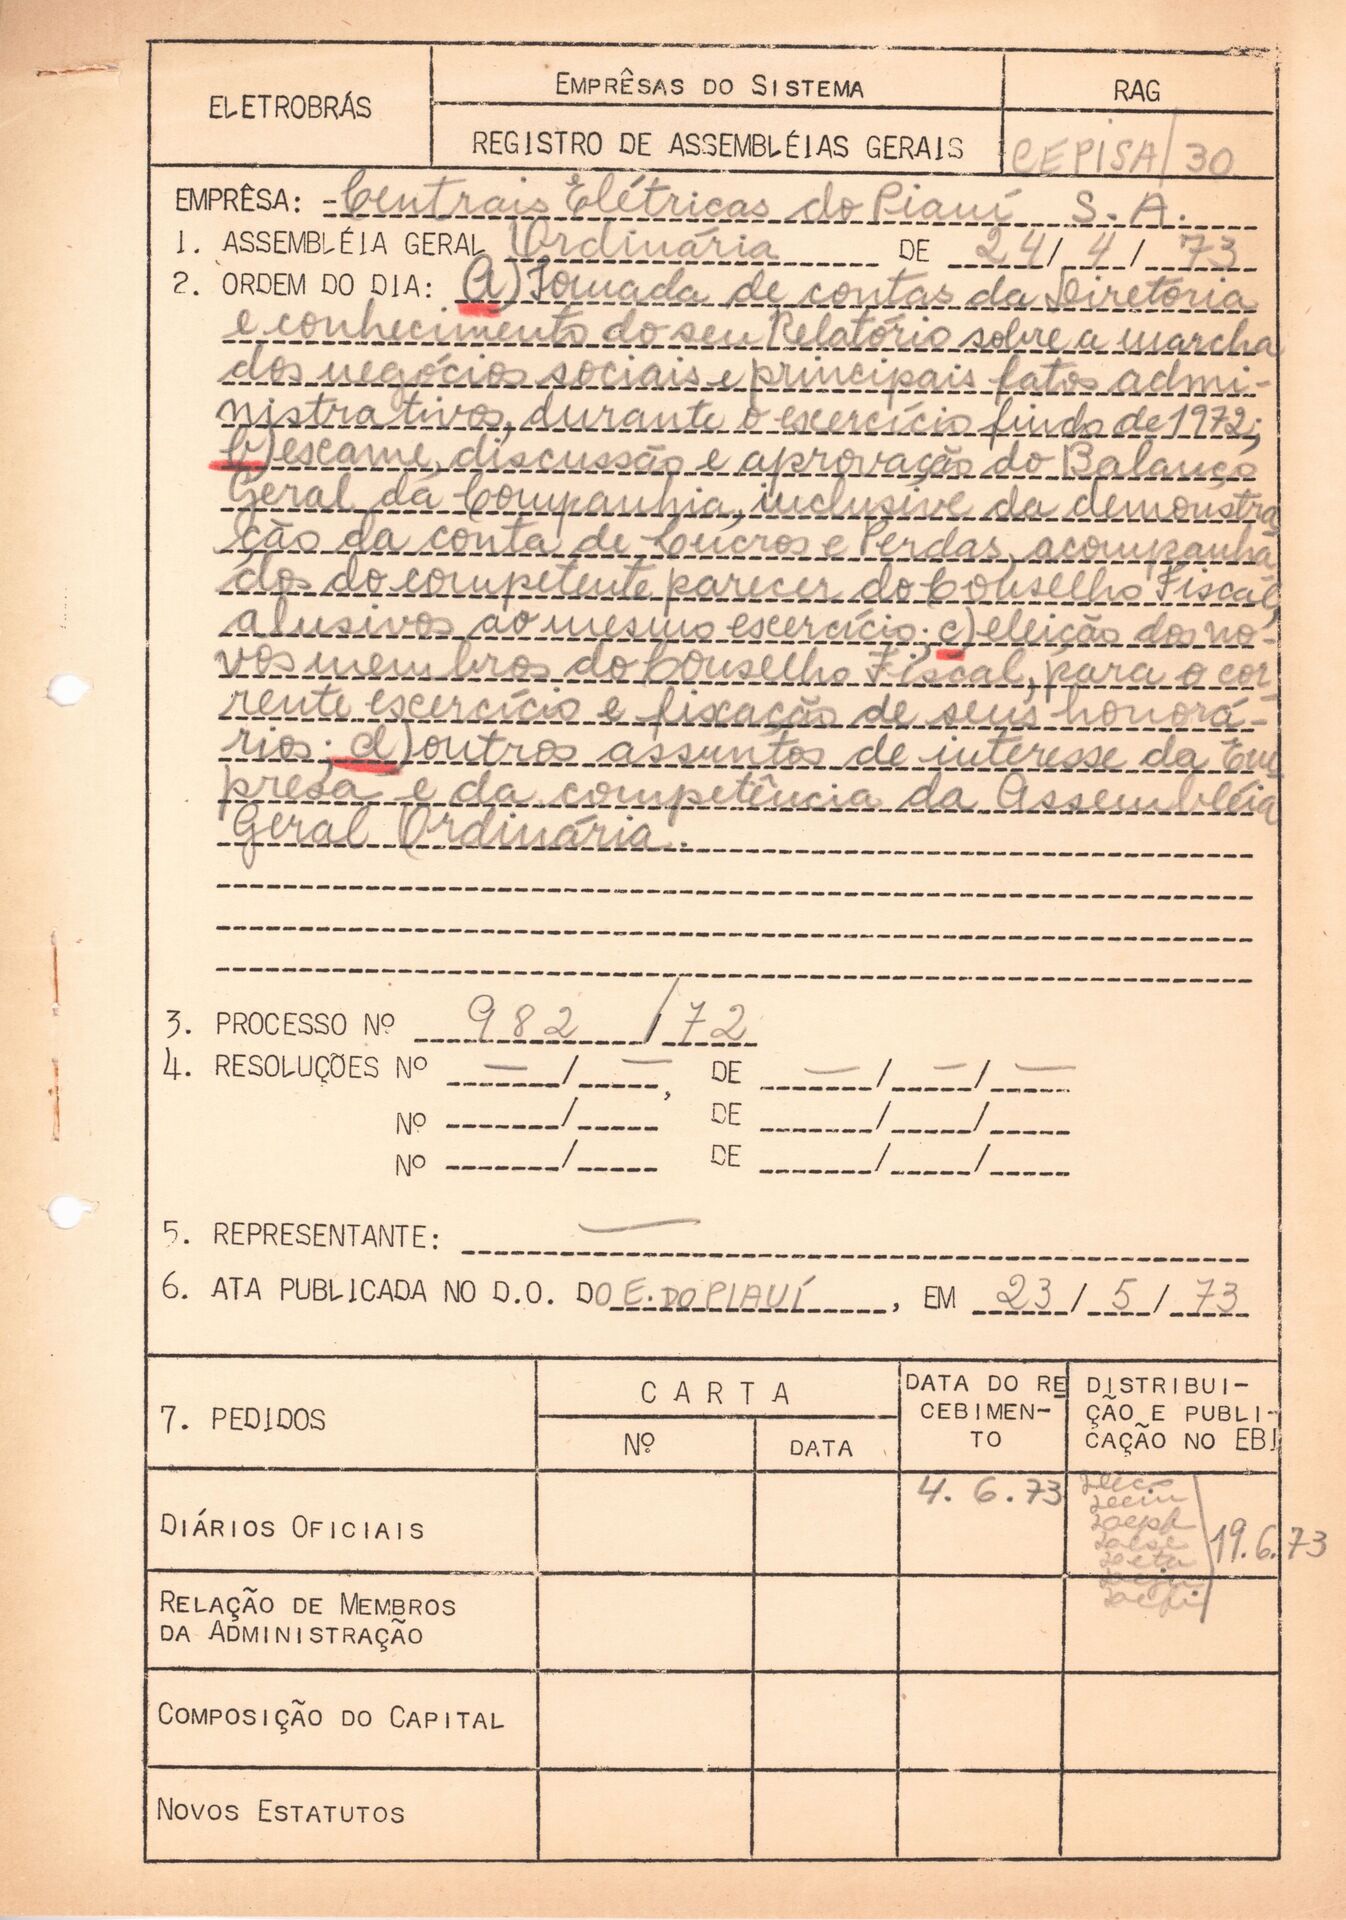 ELETROBRÁS
EMPRÊSAS DO SISTEMA
RAG
REGISTRO DE ASSEMBLÉIAS GERAIS
CEPISA/30
EMPRÊSA: Centrais Elétricas do Piauí S.A.
1. ASSEMBLÉIA GERAL Ordinária DE 24/4/73
2. ORDEM DO DIA: a) Tomada de contas da Diretoria
e conhecimento do seu Relatório sobre a marcha
dos negócios sociais e principais fatos admi-
nistrativos, durante o exercício findo de 1972;
b) exame, discussão e aprovação do Balanço
Geral da Companhia, inclusive da demonstra
ção da conta de Lucros e Perdas, acompanha
dos do competente parecer do Conselho Fiscal,
alusivos ao mesmo exercício; c) eleição dos no-
vos membros do Conselho Fiscal, para o cor-
rente exercício e fixação de seus honorá-
rios; d) outros assuntos de interesse da Em
presa e da competência da Assembléia
Geral Ordinária.
3. PROCESSO Nº 982/72
4. RESOLUÇÕES Nº —/—, DE —/—/—
Nº / DE / /
Nº / DE / /
5. REPRESENTANTE: —
6. ATA PUBLICADA NO D.O. DO E. DO PIAUÍ, EM 23/5/73
7. PEDIDOS
CARTA
Nº
DATA
DATA DO RE
CEBIMEN-
TO
DISTRIBUI-
ÇÃO E PUBLI-
CAÇÃO NO EBI
DIÁRIOS OFICIAIS
4.6.73
19.6.73
RELAÇÃO DE MEMBROS
DA ADMINISTRAÇÃO
COMPOSIÇÃO DO CAPITAL
NOVOS ESTATUTOS